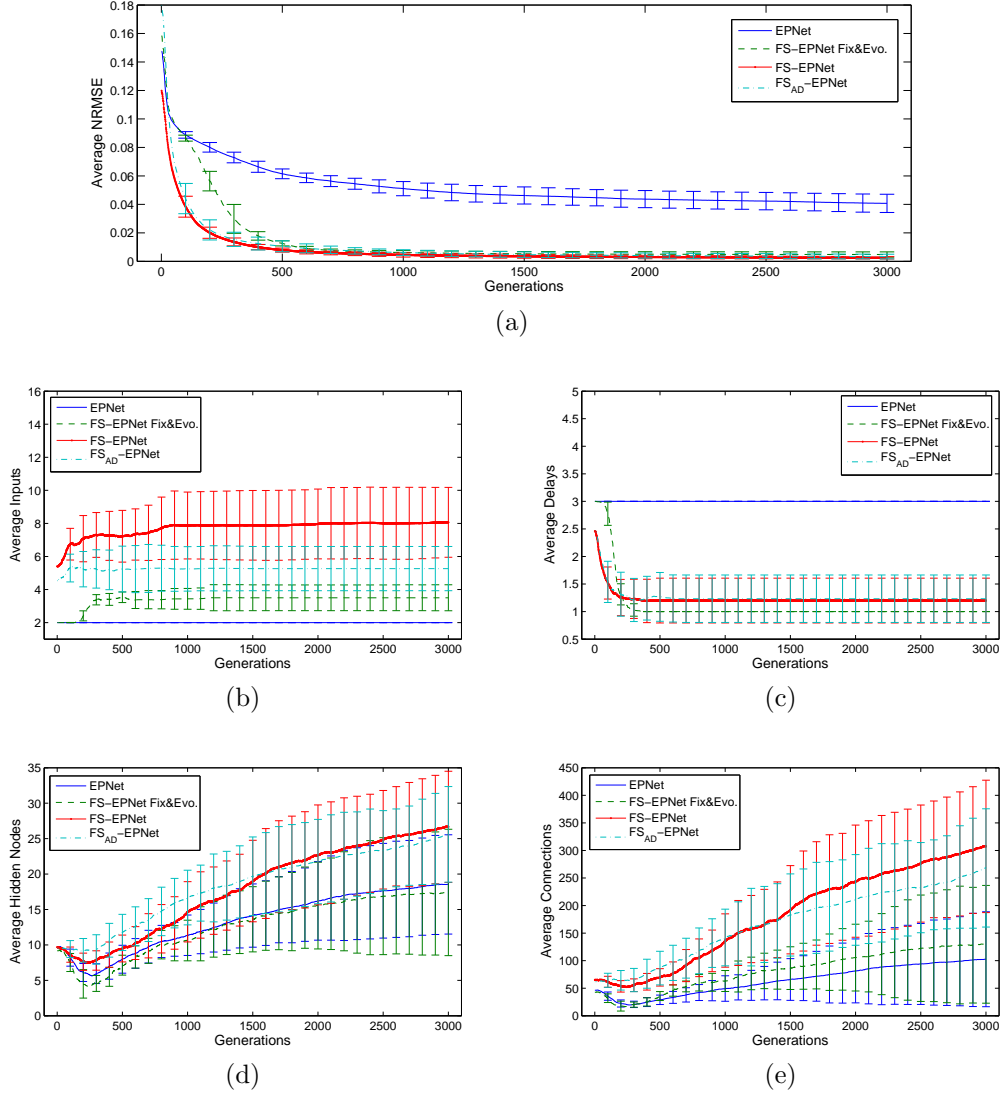 0.18
0.16
0.14
0.12
0.1
0.08
0.06
0.04
0.02
0
Average NRMSE
EPNet
FS−EPNet Fix&Evo.
FS−EPNet
FS_AD−EPNet
0 500 1000 1500 2000 2500 3000
Generations
(a)
16
14
12
10
8
6
4
2
Average Inputs
EPNet
FS−EPNet Fix&Evo.
FS−EPNet
FS_AD−EPNet
0 500 1000 1500 2000 2500 3000
Generations
(b)
5
4.5
4
3.5
3
2.5
2
1.5
1
0.5
Average Delays
EPNet
FS−EPNet Fix&Evo.
FS−EPNet
FS_AD−EPNet
0 500 1000 1500 2000 2500 3000
Generations
(c)
35
30
25
20
15
10
5
0
Average Hidden Nodes
EPNet
FS−EPNet Fix&Evo.
FS−EPNet
FS_AD−EPNet
0 500 1000 1500 2000 2500 3000
Generations
(d)
450
400
350
300
250
200
150
100
50
0
Average Connections
EPNet
FS−EPNet Fix&Evo.
FS−EPNet
FS_AD−EPNet
0 500 1000 1500 2000 2500 3000
Generations
(e)